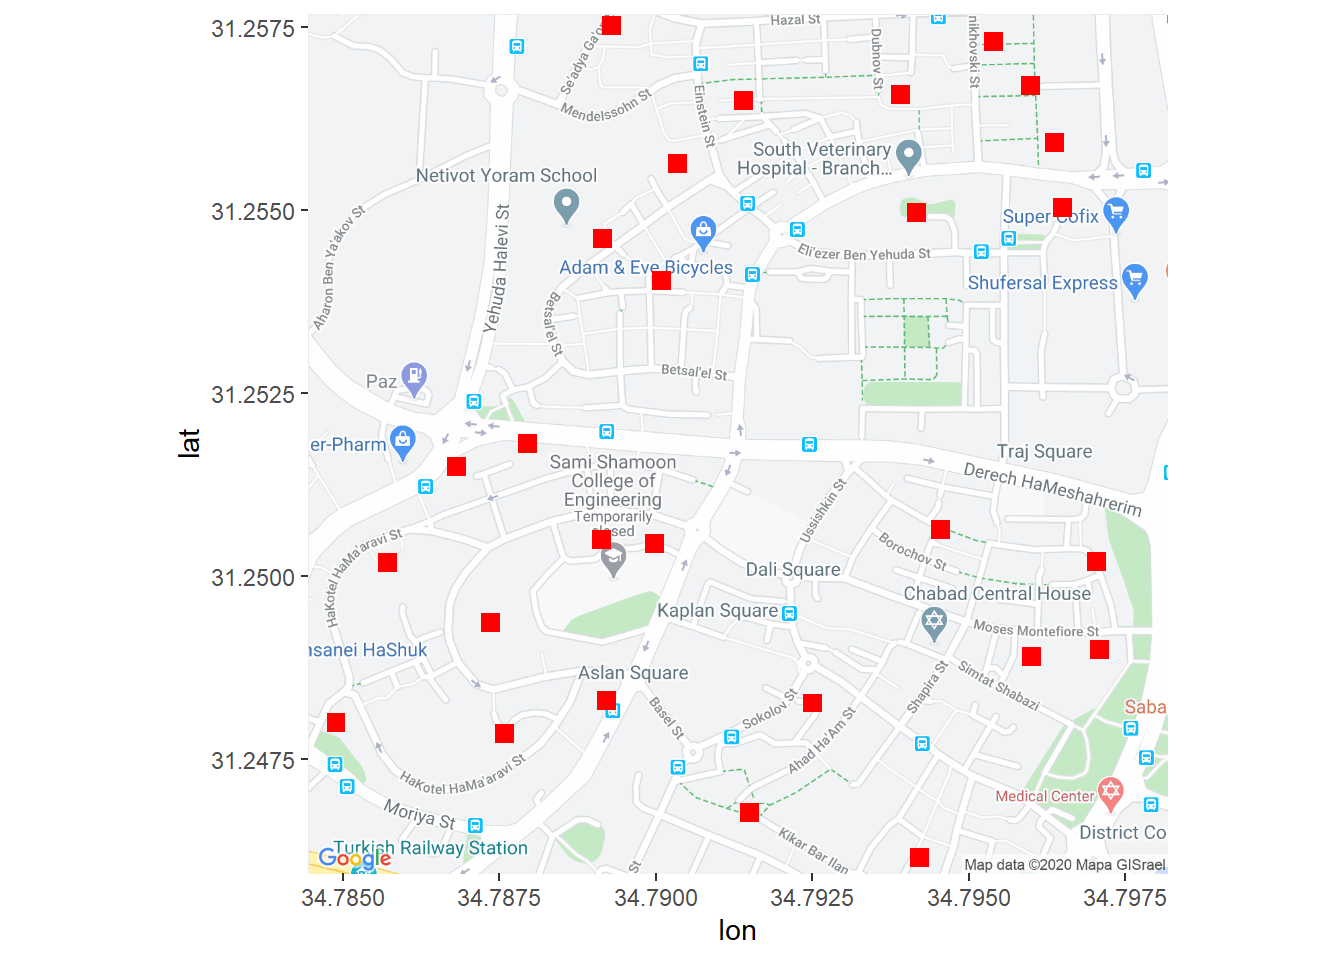 31.2575
31.2550
31.2525
31.2500
31.2475
lat
Hazal St
Se'adya Ga'o
Mendelssohn St
Einstein St
Dubnov St
nikhovski St
South Veterinary
Hospital - Branch...
Netivot Yoram School
Aharon Ben Ya'akov St
Yehuda Halevi St
Super Cofix
Adam & Eve Bicycles
Eli'ezer Ben Yehuda St
Shufersal Express
Betsal'el St
Betsal'el St
Paz
er-Pharm
Sami Shamoon
College of
Engineering
Temporarily
closed
Traj Square
Derech HaMeshahrerim
Ussishkin St
Borochov St
HaKotel HaMa'aravi St
Dali Square
Chabad Central House
Kaplan Square
Moses Montefiore St
asanei HaShuk
Aslan Square
Simtat Shabazi
Shapira St
Basel St
Sokolov St
Ahad Ha'Am St
Saba
HaKotel HaMa'aravi St
Moriya St
Medical Center
Kikar Bar Ilan
District Co
Turkish Railway Station
Google
St
Map data ©2020 Mapa GISrael
34.7850
34.7875
34.7900
34.7925
34.7950
34.7975
lon